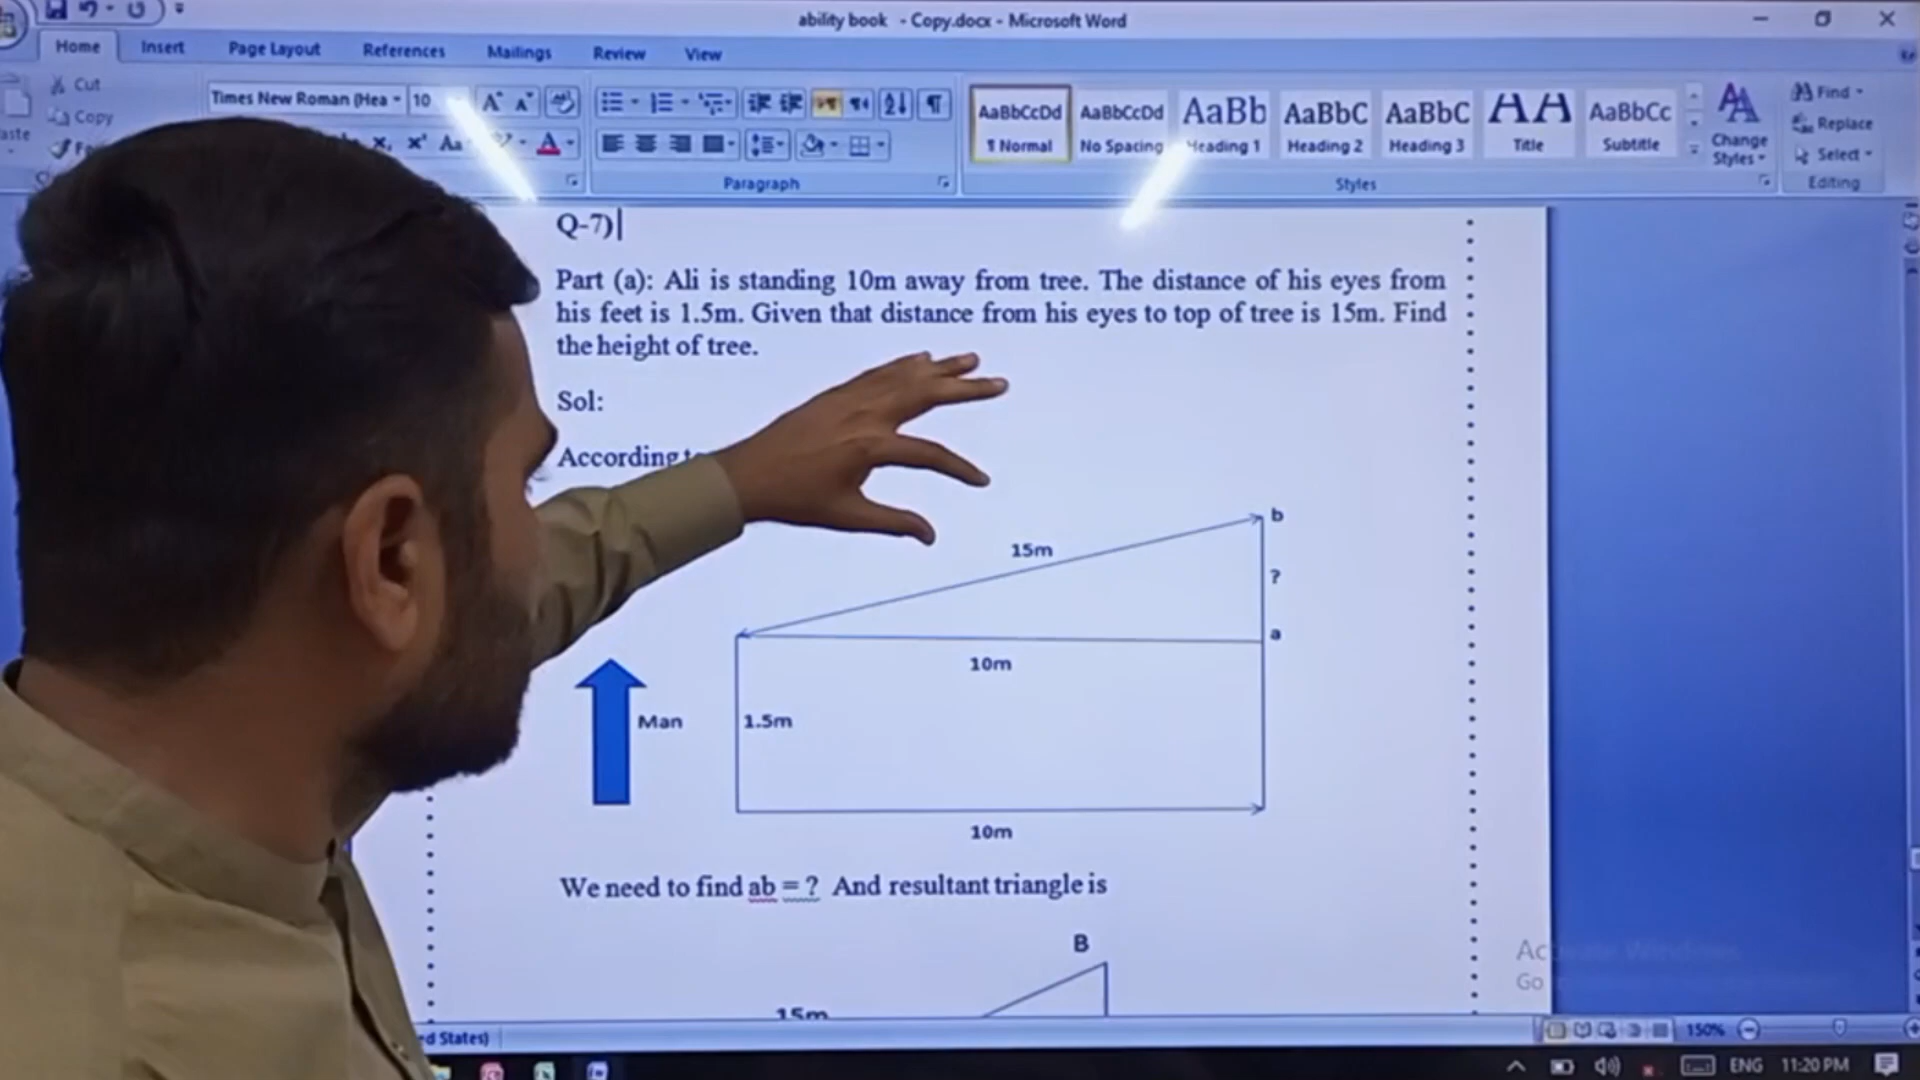 ability book - Copy.docx - Microsoft Word
Home Insert Page Layout References Mailings Review View
Cut
Copy
Times New Roman (Hea 10
AaBbCcDd AaBbCcDd AaBb AaBbC AaBbC AA AaBbCc
¶ Normal No Spacing Heading 1 Heading 2 Heading 3 Title Subtitle
Change
Styles
Find
Replace
Select
Paragraph Styles Editing
Q-7)
Part (a): Ali is standing 10m away from tree. The distance of his eyes from
his feet is 1.5m. Given that distance from his eyes to top of tree is 15m. Find
the height of tree.
Sol:
According
b
15m
?
a
10m
Man 1.5m
10m
We need to find ab = ? And resultant triangle is
B
15m
Go
150%
ENG 11:20 PM